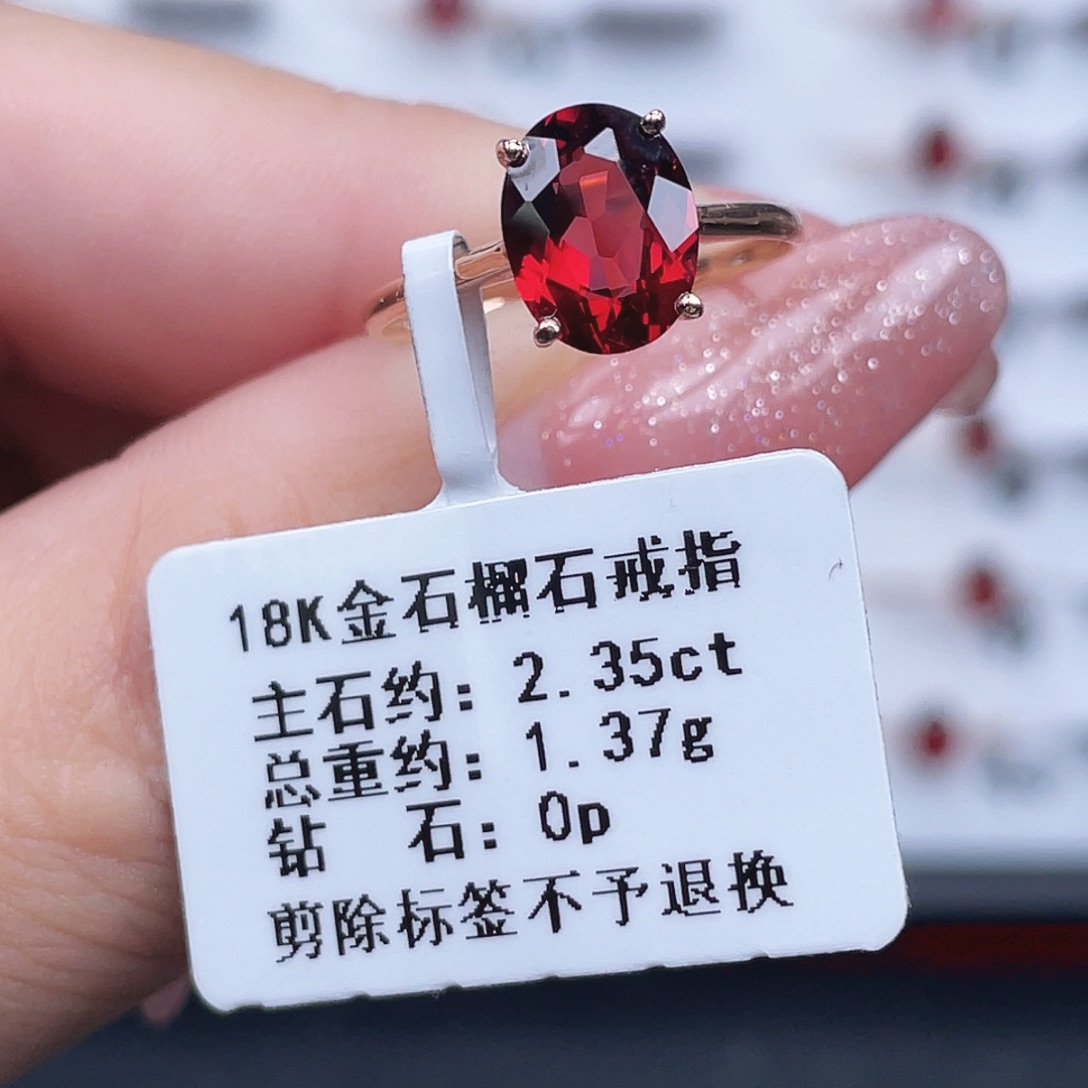 18K金石榴石戒指
主石约：2.35ct
总重约：1.37g
钻 石：0p
剪除标签不予退换